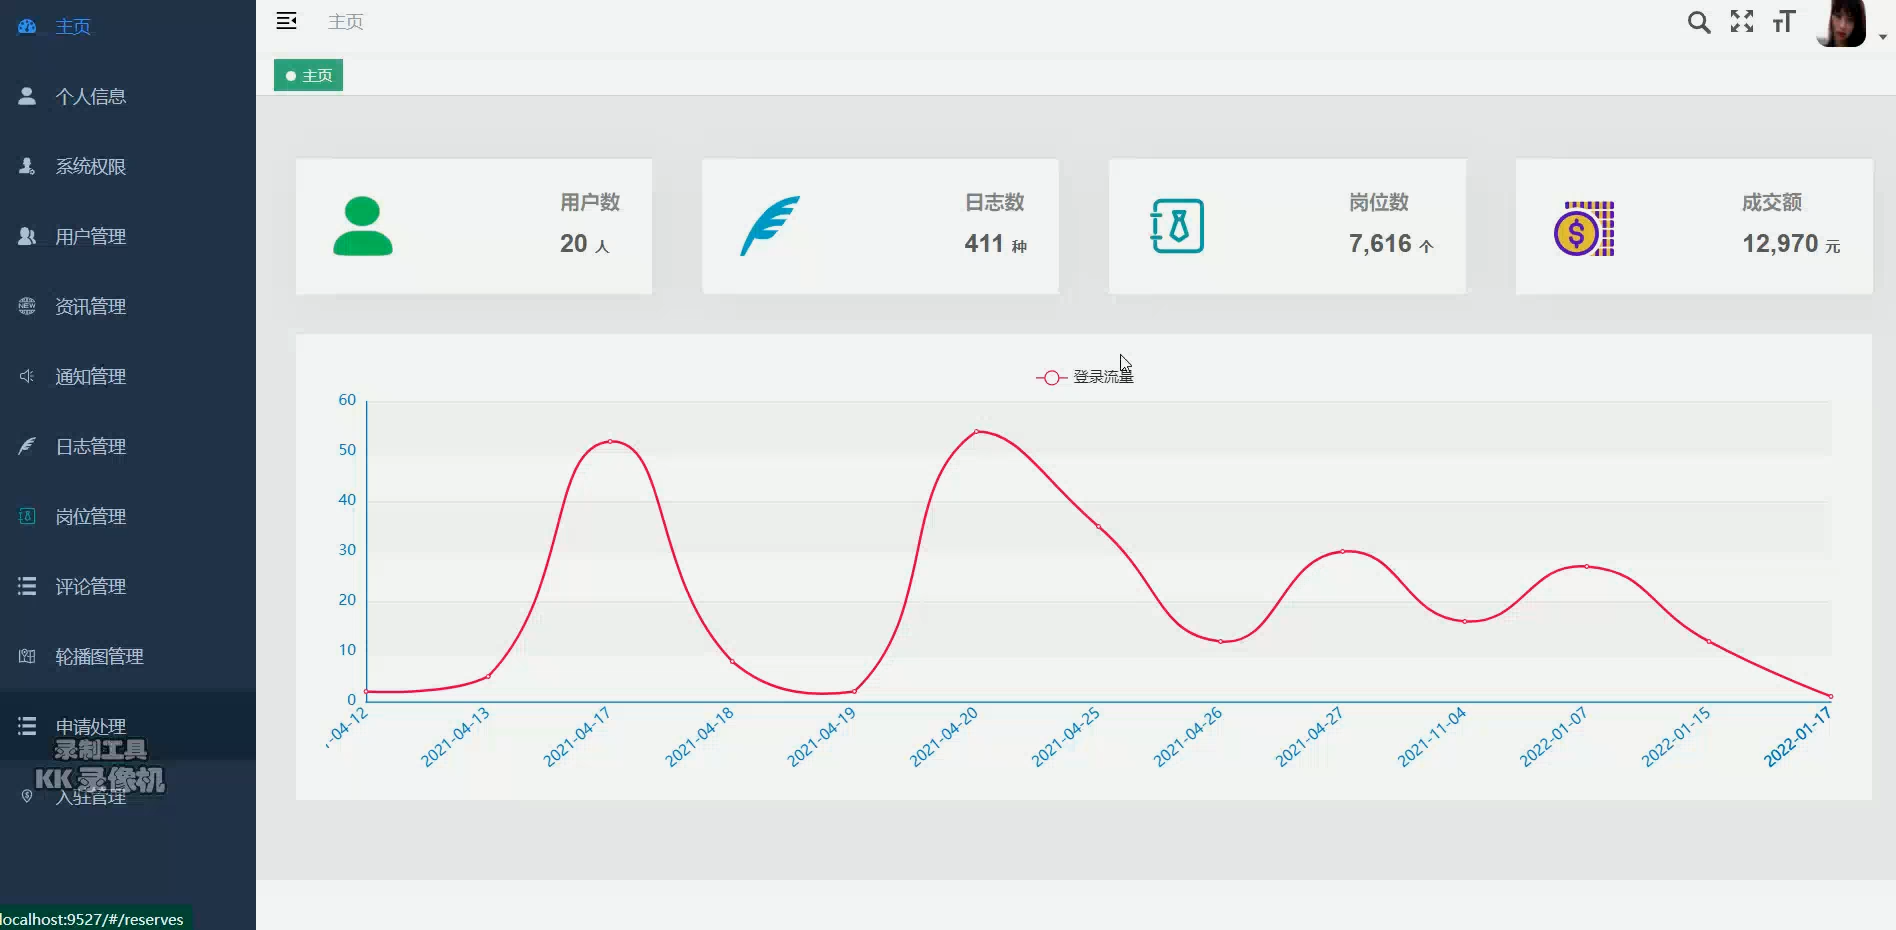 主页
个人信息
系统权限
用户管理
资讯管理
通知管理
日志管理
岗位管理
评论管理
轮播图管理
申请处理
录制工具
KK 录像机
入驻管理
localhost:9527/#/reserves
主页
主页
用户数
20 人
日志数
411 种
岗位数
7,616 个
成交额
12,970 元
登录流量
60
50
40
30
20
10
0
-04-12
2021-04-13
2021-04-17
2021-04-18
2021-04-19
2021-04-20
2021-04-25
2021-04-26
2021-04-27
2021-11-04
2022-01-07
2022-01-15
2022-01-17